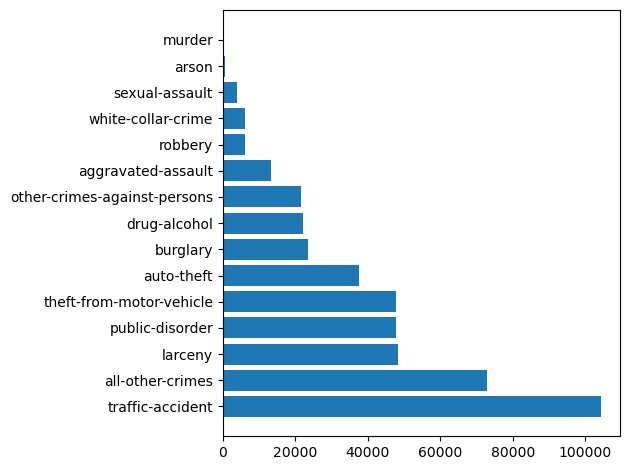 murder
arson
sexual-assault
white-collar-crime
robbery
aggravated-assault
other-crimes-against-persons
drug-alcohol
burglary
auto-theft
theft-from-motor-vehicle
public-disorder
larceny
all-other-crimes
traffic-accident
0 20000 40000 60000 80000 100000